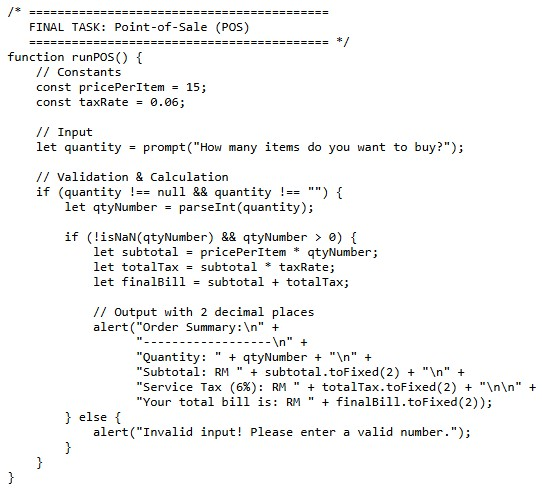 /* ==========================================
FINAL TASK: Point-of-Sale (POS)
========================================== */
function runPOS() {
// Constants
const pricePerItem = 15;
const taxRate = 0.06;
// Input
let quantity = prompt("How many items do you want to buy?");
// Validation & Calculation
if (quantity !== null && quantity !== "") {
let qtyNumber = parseInt(quantity);
if (!isNaN(qtyNumber) && qtyNumber > 0) {
let subtotal = pricePerItem * qtyNumber;
let totalTax = subtotal * taxRate;
let finalBill = subtotal + totalTax;
// Output with 2 decimal places
alert("Order Summary:\n" +
"------------------\n" +
"Quantity: " + qtyNumber + "\n" +
"Subtotal: RM " + subtotal.toFixed(2) + "\n" +
"Service Tax (6%): RM " + totalTax.toFixed(2) + "\n\n" +
"Your total bill is: RM " + finalBill.toFixed(2));
} else {
alert("Invalid input! Please enter a valid number.");
}
}
}